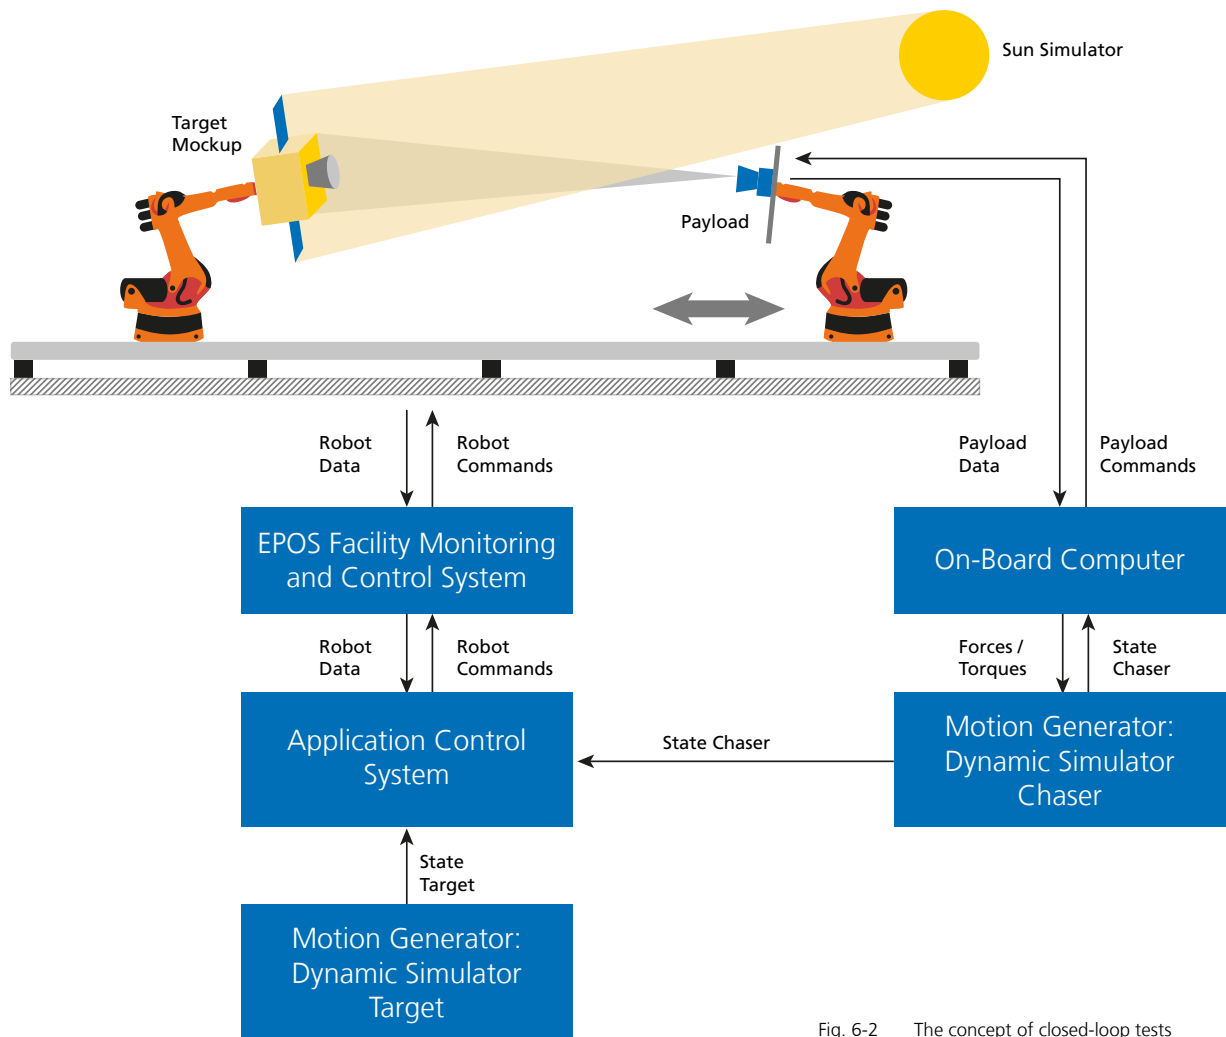 Sun Simulator
Target
Mockup
Payload
Robot
Data
Robot
Commands
Payload
Data
Payload
Commands
EPOS Facility Monitoring
and Control System
On-Board Computer
Robot
Data
Robot
Commands
Forces /
Torques
State
Chaser
Application Control
System
State Chaser
Motion Generator:
Dynamic Simulator
Chaser
State
Target
Motion Generator:
Dynamic Simulator
Target
Fig. 6-2 The concept of closed-loop tests